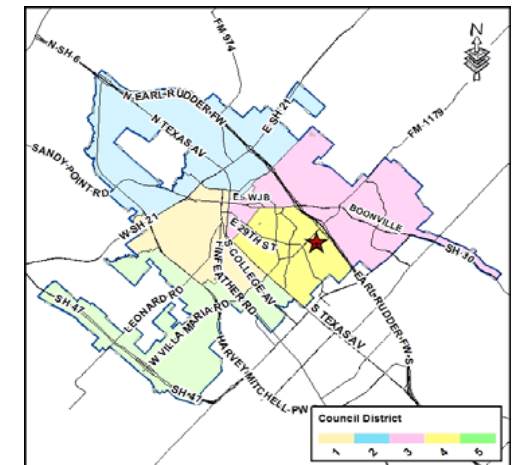 N-SH-6
FM 974
N
N-EARL-RUDDER-FW
E SH-21
N TEXAS-AV
FM-1179
SANDY-POINT-RD
E WJB
BOONVILLE
W-SH-21
E 29TH ST.
SH-30
S-COLLEGE-AV
FINFEATHER RD
EARL-RUDDER-FW-S
LEONARD RD
SH-47
W VILLA MARIA-RD
S TEXAS-AV
SH-47
HARVEY-MITCHELL-PW
Council District
1 2 3 4 5